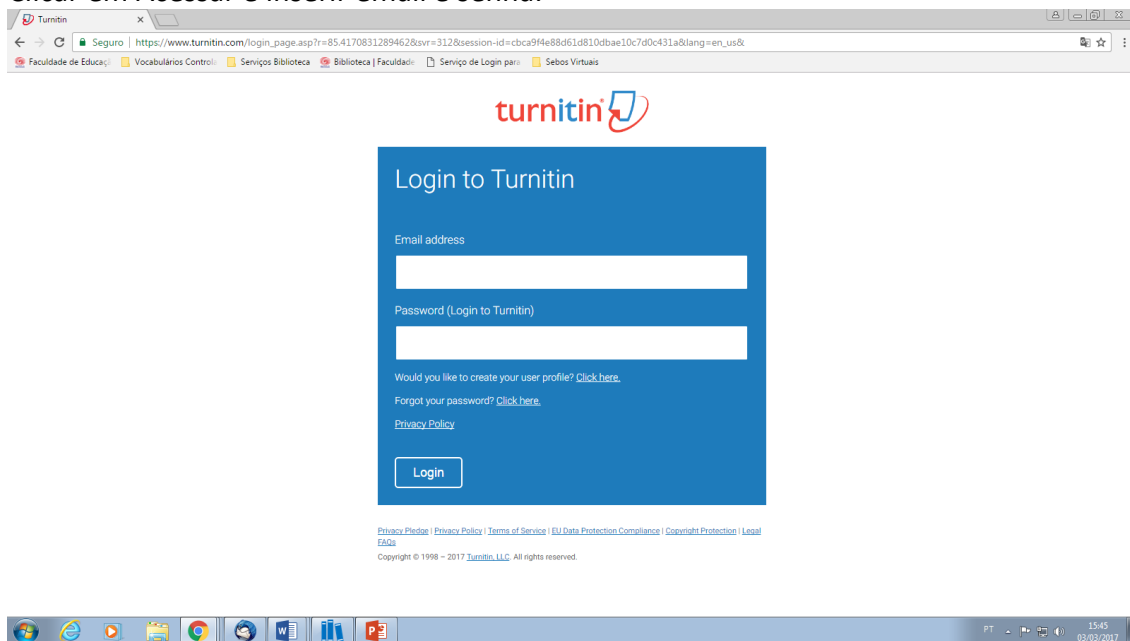 Turnitin
Seguro | https://www.turnitin.com/login_page.asp?r=85.4170831289462&svr=312&session-id=cbca9f4e88d61d810dbae10c7d0c431a&lang=en_us&
Faculdade de Educaçã Vocabulários Controla Serviços Biblioteca Biblioteca | Faculdade Serviço de Login para Sebos Virtuais
turnitin
Login to Turnitin
Email address
Password (Login to Turnitin)
Would you like to create your user profile? Click here.
Forgot your password? Click here.
Privacy Policy
Login
Privacy Pledge | Privacy Policy | Terms of Service | EU Data Protection Compliance | Copyright Protection | Legal
FAQs
Copyright © 1998 – 2017 Turnitin, LLC. All rights reserved.
PT
15:45
03/03/2017